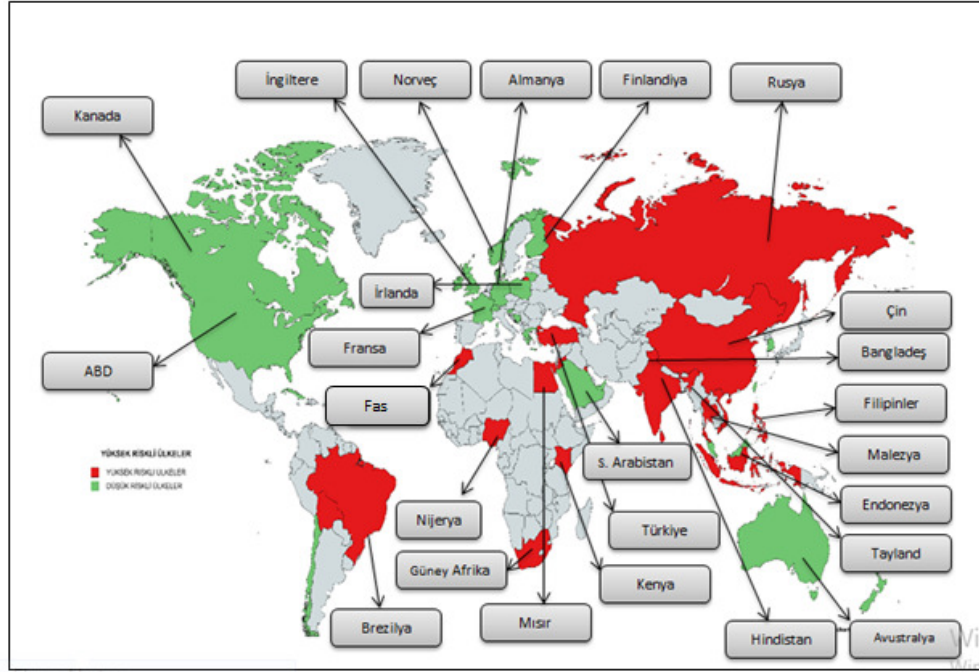 İngiltere
Norveç
Almanya
Finlandiya
Rusya
Kanada
İrlanda
Çin
Fransa
Bangladeş
ABD
Fas
Filipinler
YÜKSEK RİSKLİ ÜLKELER
YÜKSEK RİSKLİ ÜLKELER
DÜŞÜK RİSKLİ ÜLKELER
S. Arabistan
Malezya
Endonezya
Nijerya
Türkiye
Tayland
Güney Afrika
Kenya
Brezilya
Mısır
Hindistan
Avustralya